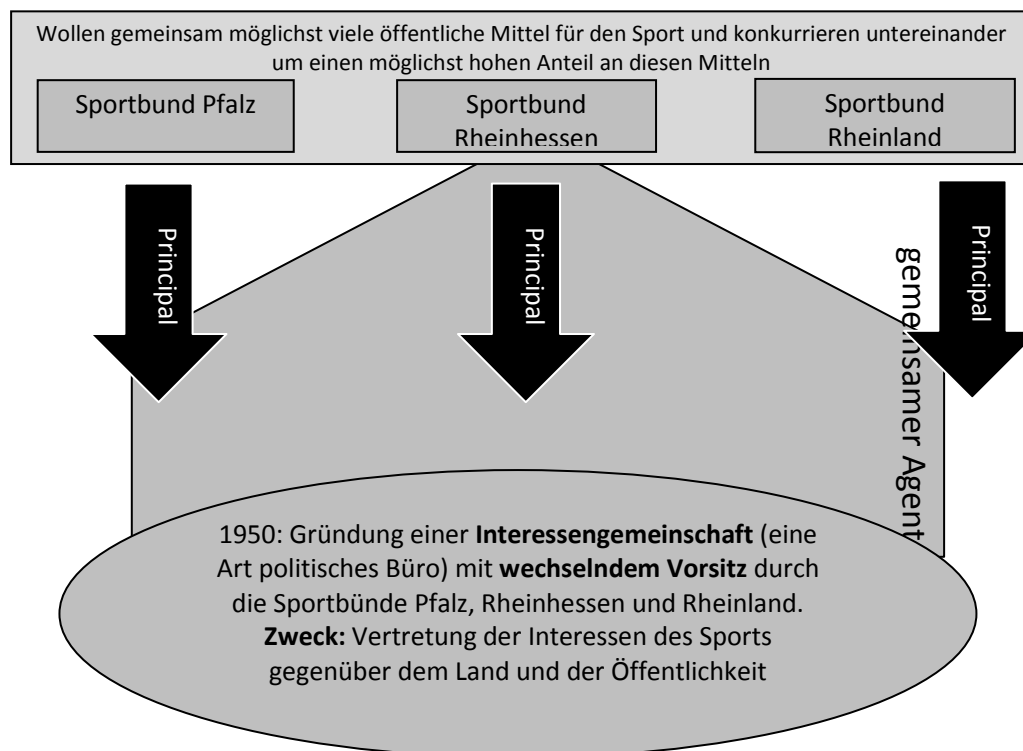 Wollen gemeinsam möglichst viele öffentliche Mittel für den Sport und konkurrieren untereinander
um einen möglichst hohen Anteil an diesen Mitteln
Sportbund Pfalz
Sportbund
Rheinhessen
Sportbund
Rheinland
Principal
Principal
Principal
gemeinsamer Agent
1950: Gründung einer Interessengemeinschaft (eine
Art politisches Büro) mit wechselndem Vorsitz durch
die Sportbünde Pfalz, Rheinhessen und Rheinland.
Zweck: Vertretung der Interessen des Sports
gegenüber dem Land und der Öffentlichkeit